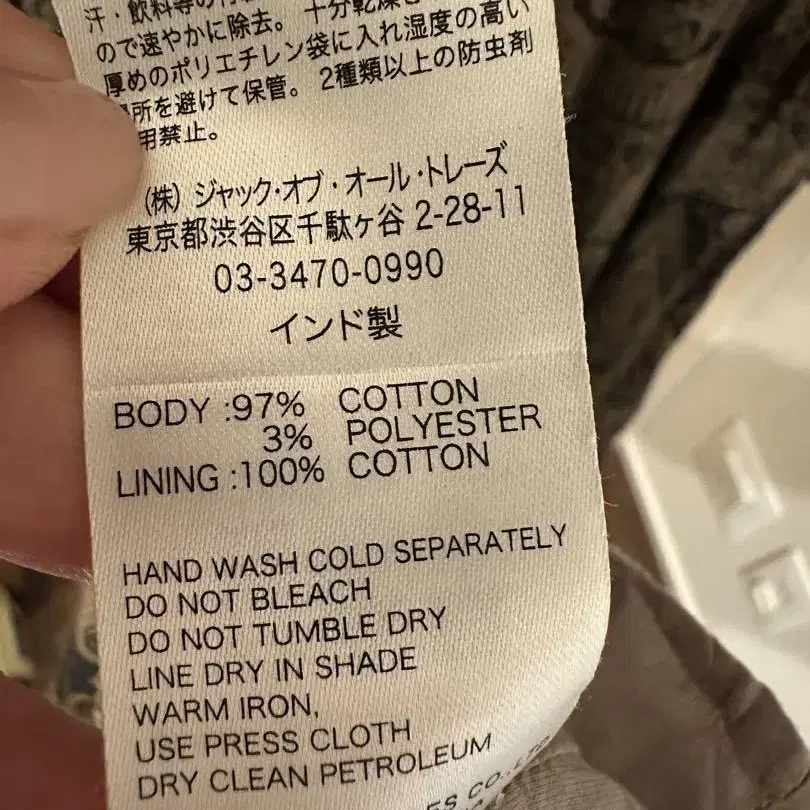 汗・飲料等の
ので速やかに除去。十分乾燥
厚めのポリエチレン袋に入れ湿度の高い
所を避けて保管。2種類以上の防虫剤
用禁止。
(株) ジャック・オブ・オール・トレーズ
東京都渋谷区千駄ヶ谷 2-28-11
03-3470-0990
インド製
BODY :97% COTTON
3% POLYESTER
LINING :100% COTTON
HAND WASH COLD SEPARATELY
DO NOT BLEACH
DO NOT TUMBLE DRY
LINE DRY IN SHADE
WARM IRON,
USE PRESS CLOTH
DRY CLEAN PETROLEUM
ES CO.,LTD.